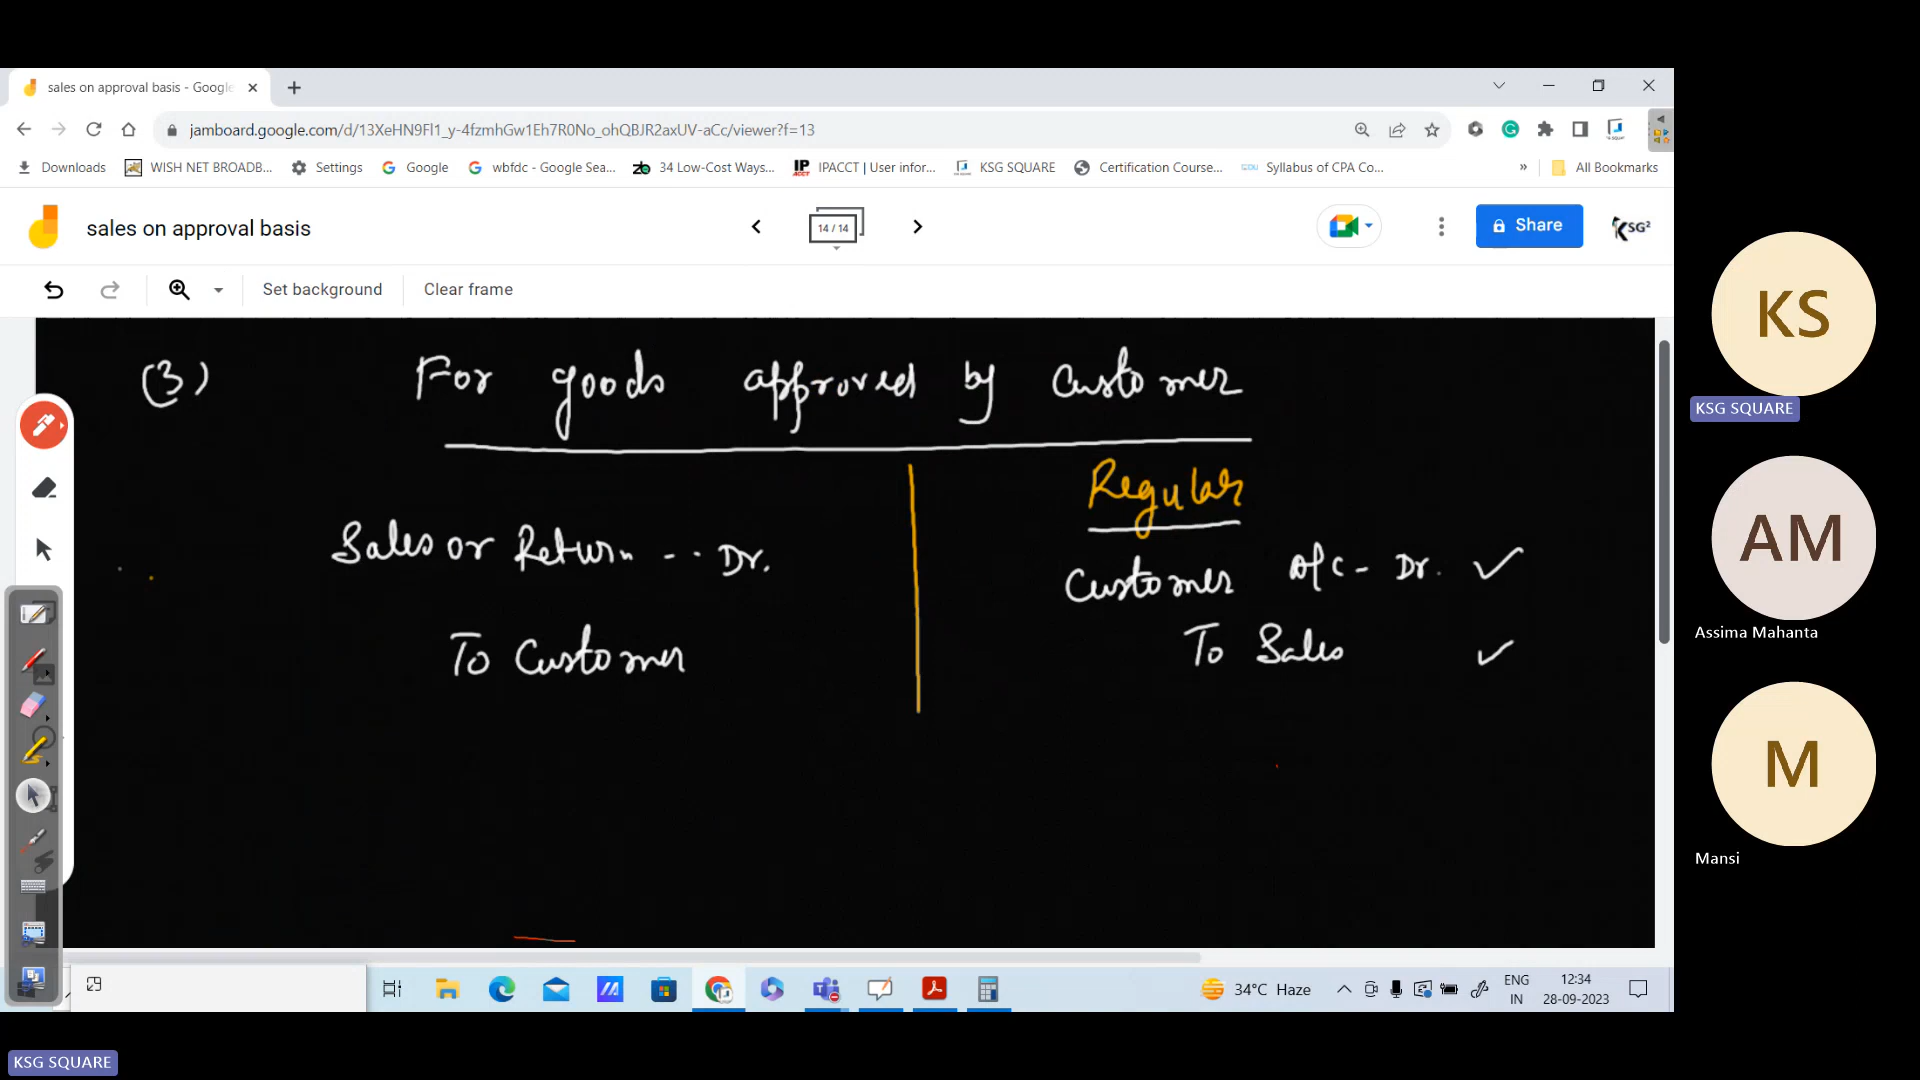 sales on approval basis - Google
jamboard.google.com/d/13XeHN9Fl1_y-4fzmhGw1Eh7R0No_ohQBJR2axUV-aCc/viewer?f=13
Downloads WISH NET BROADB... Settings Google wbfdc - Google Sea... 34 Low-Cost Ways... IPACCT | User infor... KSG SQUARE Certification Course... Syllabus of CPA Co... » All Bookmarks
sales on approval basis 14 / 14 Share KSG²
Set background Clear frame
(3) For goods approved by Customer
Regular
Sales or Return -- Dr.
Customer A/c - Dr.
To Customer
To Sales
KS
KSG SQUARE
AM
Assima Mahanta
M
Mansi
34°C Haze ENG IN 12:34 28-09-2023
KSG SQUARE